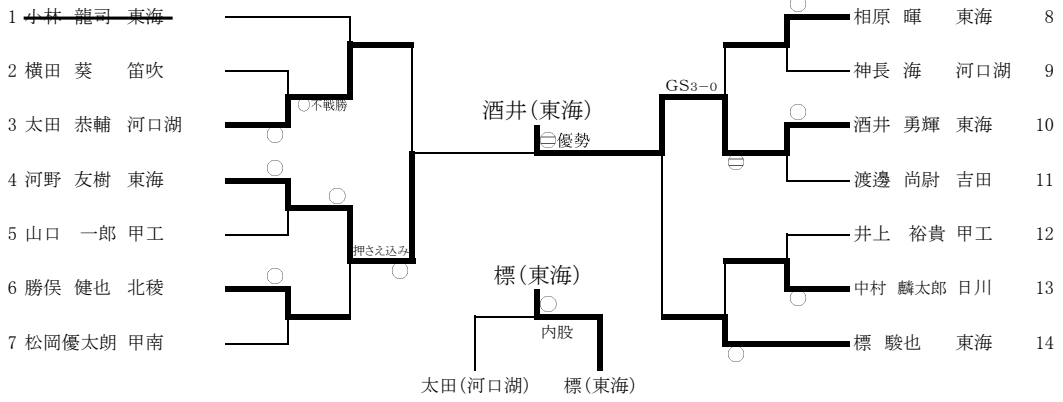 1 小林 龍司 東海
2 横田 葵 笛吹
3 太田 恭輔 河口湖
4 河野 友樹 東海
5 山口 一郎 甲工
6 勝俣 健也 北稜
7 松岡優太朗 甲南
○不戦勝
押さえ込み
酒井(東海)
優勢
GS3-0
標(東海)
内股
太田(河口湖) 標(東海)
相原 暉 東海 8
神長 海 河口湖 9
酒井 勇輝 東海 10
渡邊 尚尉 吉田 11
井上 裕貴 甲工 12
中村 麟太郎 日川 13
標 駿也 東海 14